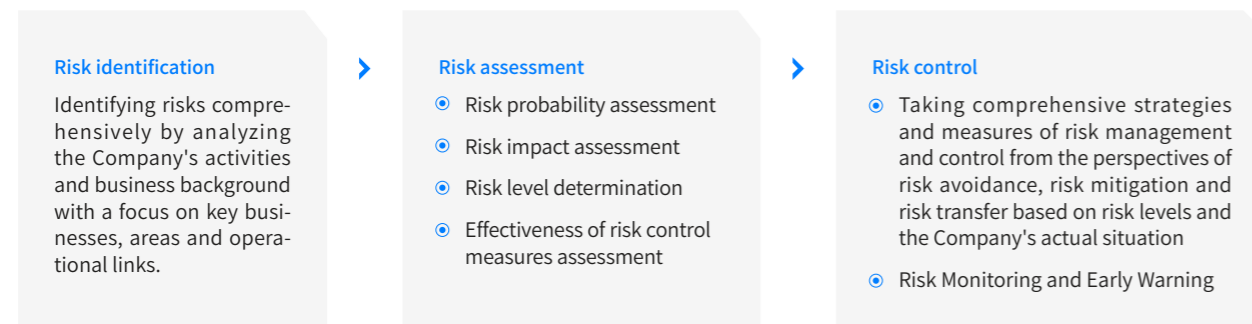 Risk identification
Identifying risks compre-
hensively by analyzing
the Company's activities
and business background
with a focus on key busi-
nesses, areas and opera-
tional links.
Risk assessment
Risk probability assessment
Risk impact assessment
Risk level determination
Effectiveness of risk control
measures assessment
Risk control
Taking comprehensive strategies
and measures of risk management
and control from the perspectives of
risk avoidance, risk mitigation and
risk transfer based on risk levels and
the Company's actual situation
Risk Monitoring and Early Warning